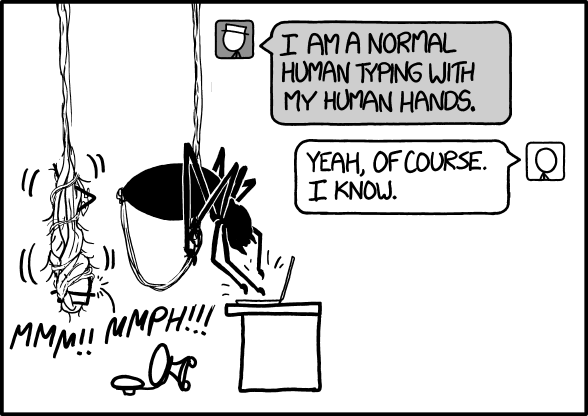 I AM A NORMAL
HUMAN TYPING WITH
MY HUMAN HANDS.
YEAH, OF COURSE.
I KNOW.
MMM!! MMPH!!!